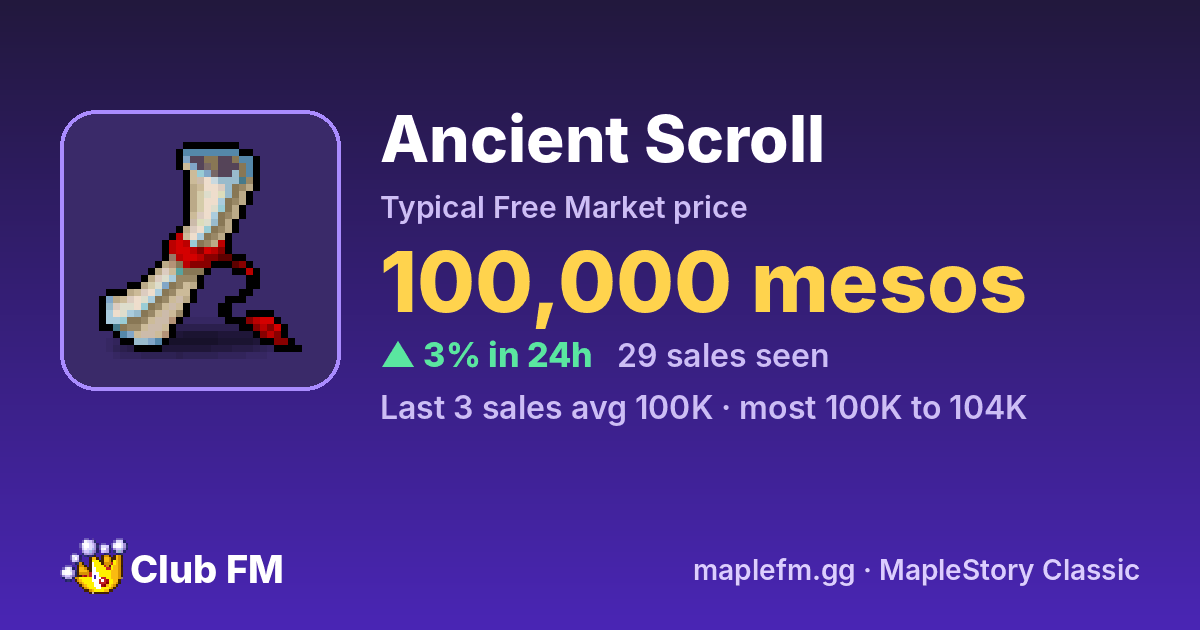 Ancient Scroll
Typical Free Market price
100,000 mesos
▲ 3% in 24h 29 sales seen
Last 3 sales avg 100K · most 100K to 104K
Club FM
maplefm.gg · MapleStory Classic